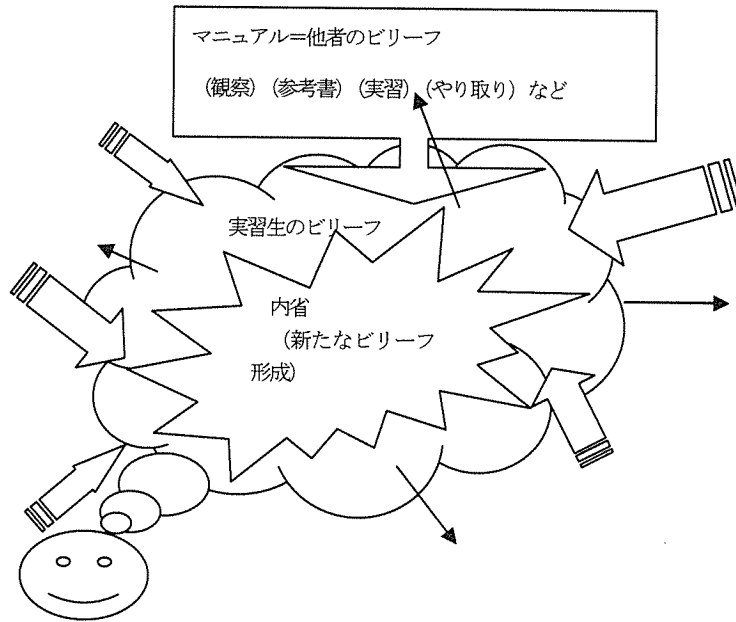 マニュアル＝他者のビリーフ
（観察）（参考書）（実習）（やり取り）など
実習生のビリーフ
内省
（新たなビリーフ
形成）